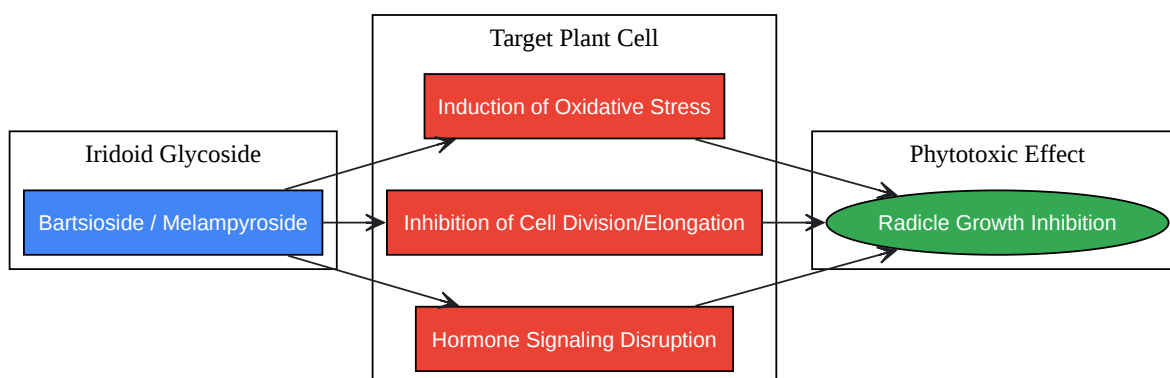 Iridoid Glycoside
Bartsioside / Melampyroside
Target Plant Cell
Induction of Oxidative Stress
Inhibition of Cell Division/Elongation
Hormone Signaling Disruption
Phytotoxic Effect
Radicle Growth Inhibition